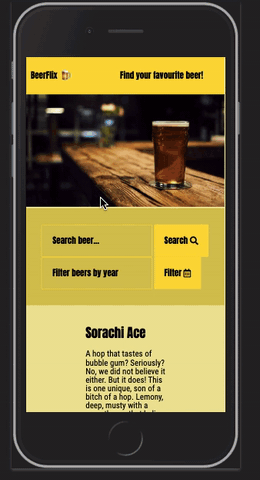 BeerFlix Find your favourite beer!
Search beer... Search
Filter beers by year Filter
Sorachi Ace
A hop that tastes of
bubble gum? Seriously?
No, we did not believe it
either. But it does! This
is one unique, son of a
bitch of a hop. Lemony,
deep, musty with a